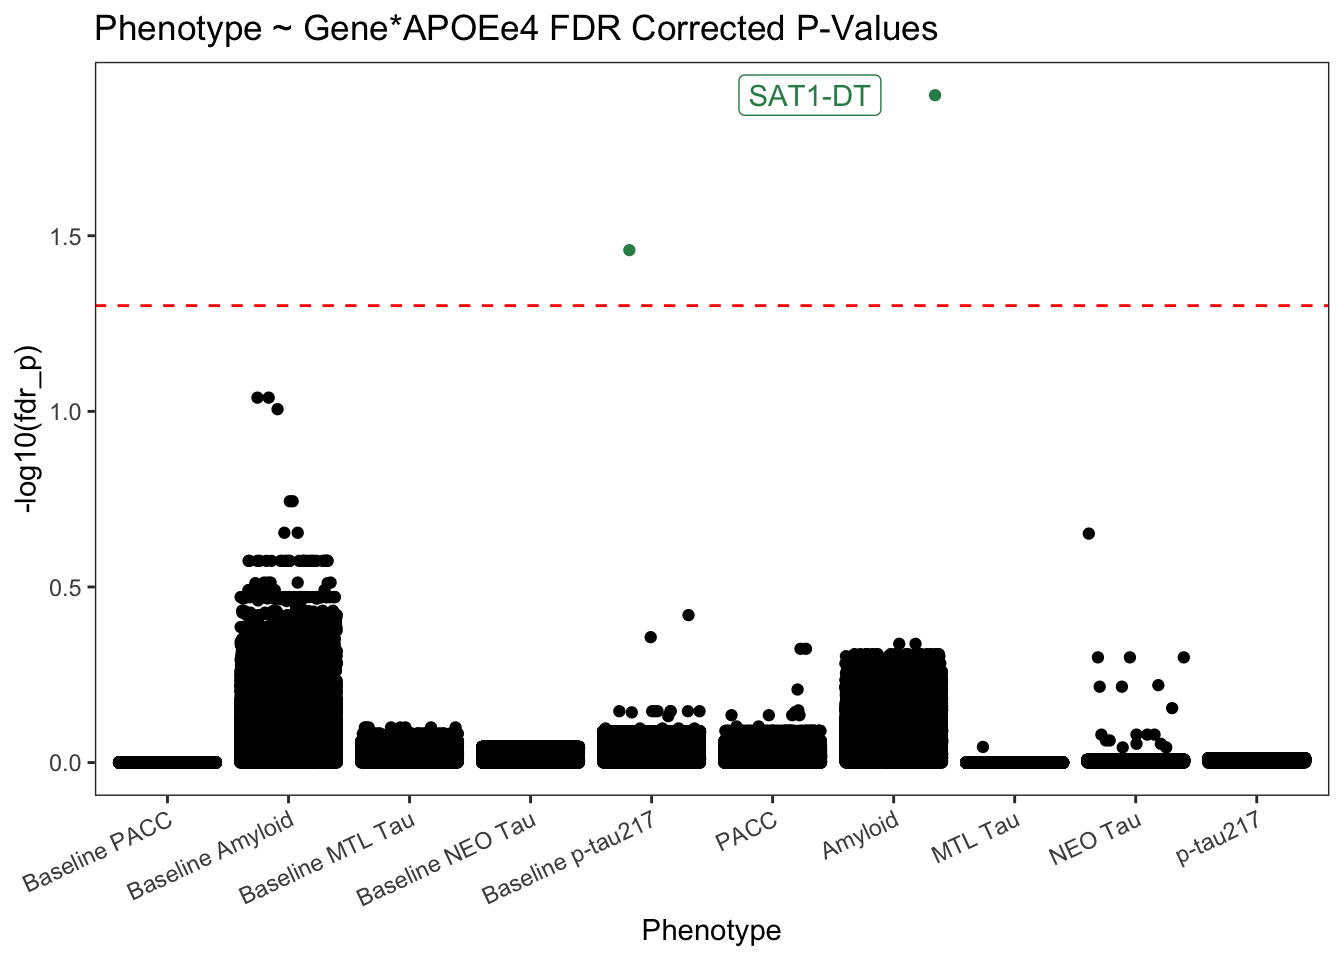 Phenotype ~ Gene*APOEe4 FDR Corrected P-Values
SAT1-DT
1.5
1.0
0.5
0.0
-log10(fdr_p)
Baseline PACC
Baseline Amyloid
Baseline MTL Tau
Baseline NEO Tau
Baseline p-tau217
PACC
Amyloid
MTL Tau
NEO Tau
p-tau217
Phenotype